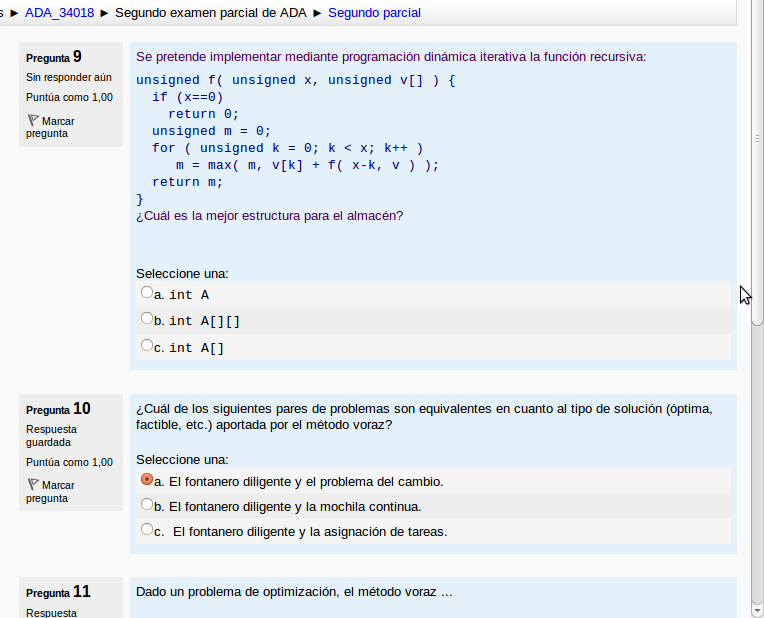 s ► ADA_34018 ► Segundo examen parcial de ADA ► Segundo parcial
Pregunta 9
Sin responder aún
Puntúa como 1,00
Marcar
pregunta
Se pretende implementar mediante programación dinámica iterativa la función recursiva:
unsigned f( unsigned x, unsigned v[] ) {
if (x==0)
return 0;
unsigned m = 0;
for ( unsigned k = 0; k < x; k++ )
m = max( m, v[k] + f( x-k, v ) );
return m;
}
¿Cuál es la mejor estructura para el almacén?
Seleccione una:
a. int A
b. int A[][]
c. int A[]
Pregunta 10
Respuesta
guardada
Puntúa como 1,00
Marcar
pregunta
¿Cuál de los siguientes pares de problemas son equivalentes en cuanto al tipo de solución (óptima,
factible, etc.) aportada por el método voraz?
Seleccione una:
a. El fontanero diligente y el problema del cambio.
b. El fontanero diligente y la mochila continua.
c. El fontanero diligente y la asignación de tareas.
Pregunta 11
Respuesta
Dado un problema de optimización, el método voraz ...